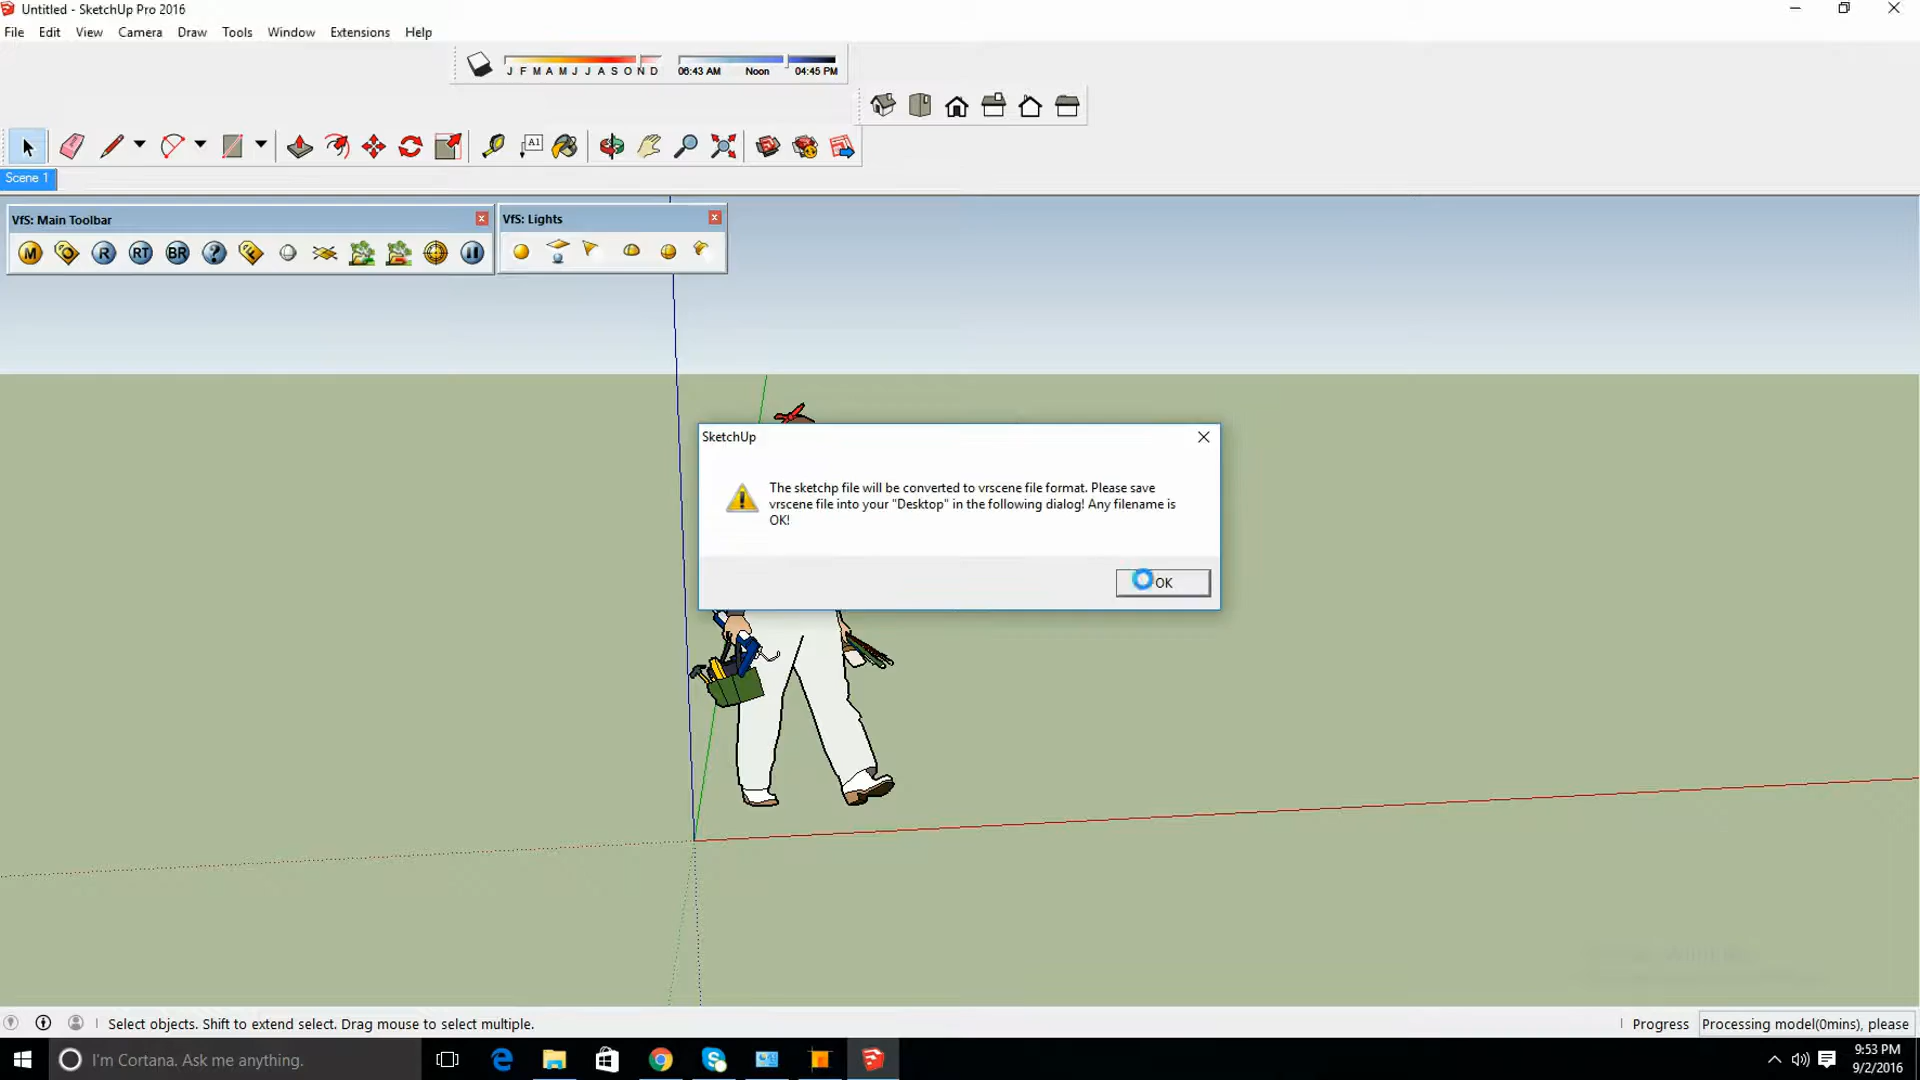 Untitled - SketchUp Pro 2016
File Edit View Camera Draw Tools Window Extensions Help
J F M A M J J A S O N D
06:43 AM Noon 04:45 PM
A1
Scene 1
VfS: Main Toolbar
VfS: Lights
M R RT BR ?
SketchUp
The sketchp file will be converted to vrscene file format. Please save
vrscene file into your "Desktop" in the following dialog! Any filename is
OK!
OK
Select objects. Shift to extend select. Drag mouse to select multiple.
Progress Processing model(0mins), please
I'm Cortana. Ask me anything.
9:53 PM
9/2/2016